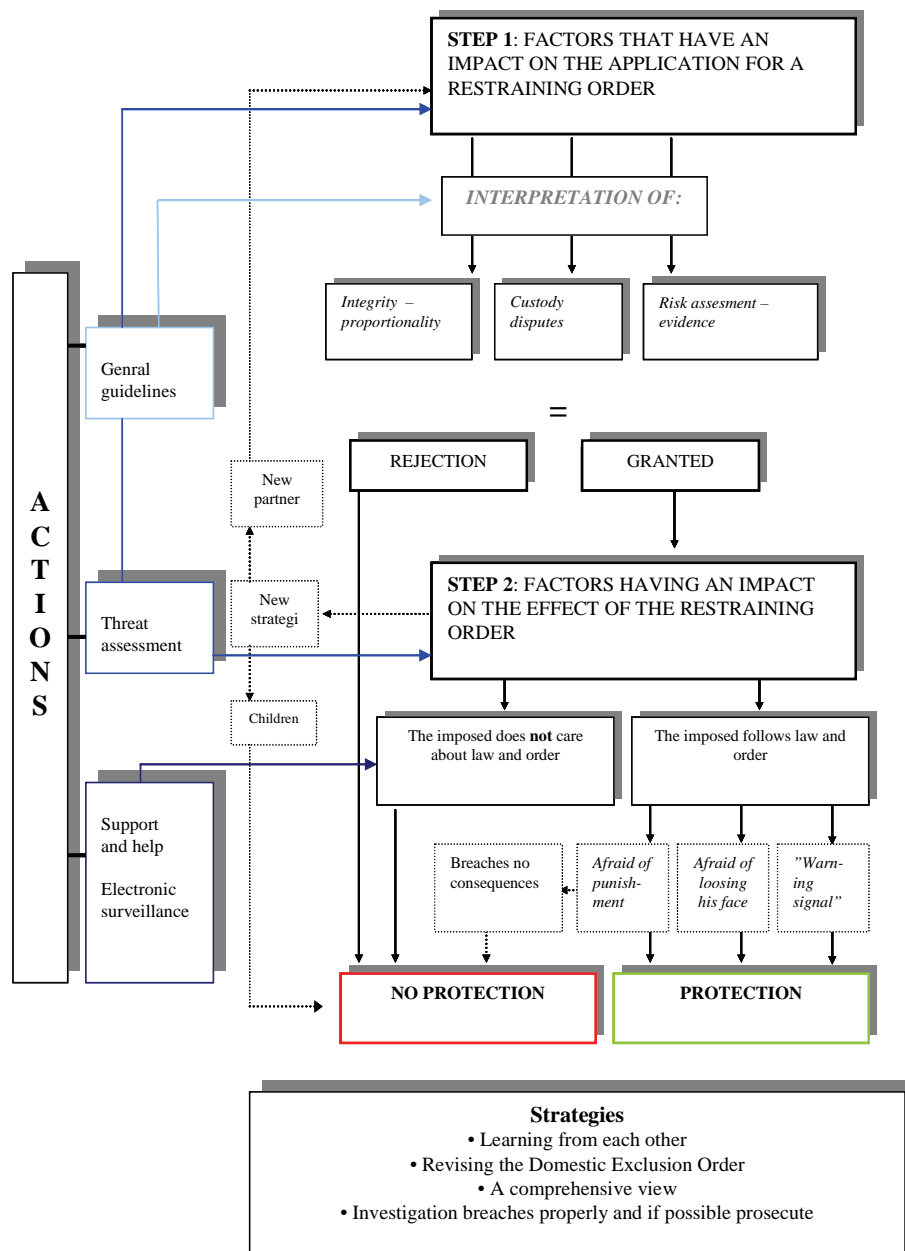 STEP 1: FACTORS THAT HAVE AN
IMPACT ON THE APPLICATION FOR A
RESTRAINING ORDER
INTERPRETATION OF:
Integrity –
proportionality
Custody
disputes
Risk assesment –
evidence
=
REJECTION
GRANTED
ACTIONS
Genral
guidelines
Threat
assessment
Support
and help
Electronic
surveillance
New
partner
New
strategi
Children
STEP 2: FACTORS HAVING AN IMPACT
ON THE EFFECT OF THE RESTRAINING
ORDER
The imposed does not care
about law and order
The imposed follows law and
order
Breaches no
consequences
Afraid of
punish-
ment
Afraid of
loosing
his face
”Warn-
ing
signal”
NO PROTECTION
PROTECTION
Strategies
• Learning from each other
• Revising the Domestic Exclusion Order
• A comprehensive view
• Investigation breaches properly and if possible prosecute